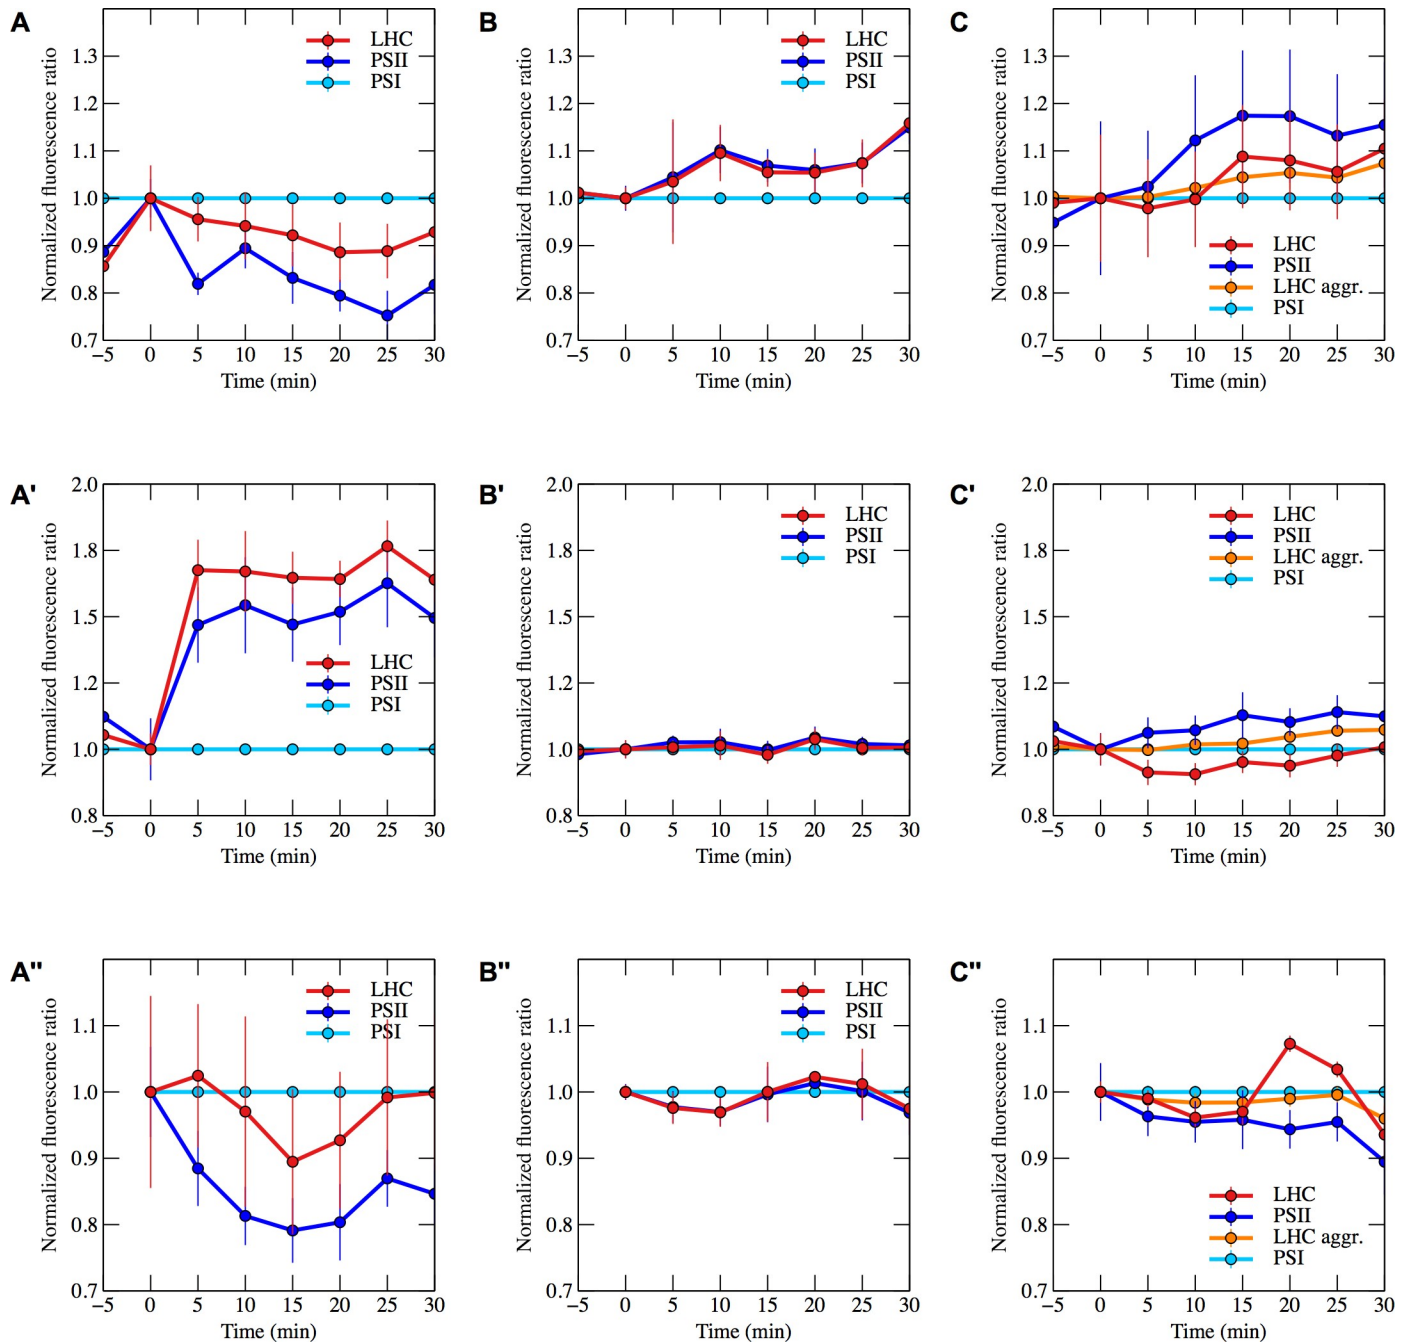 A
Normalized fluorescence ratio
1.3
1.2
1.1
1.0
0.9
0.8
0.7
LHC
PSII
PSI
−5 0 5 10 15 20 25 30
Time (min)
B
Normalized fluorescence ratio
1.3
1.2
1.1
1.0
0.9
0.8
0.7
LHC
PSII
PSI
−5 0 5 10 15 20 25 30
Time (min)
C
Normalized fluorescence ratio
1.3
1.2
1.1
1.0
0.9
0.8
0.7
LHC
PSII
LHC aggr.
PSI
−5 0 5 10 15 20 25 30
Time (min)
A'
Normalized fluorescence ratio
2.0
1.8
1.5
1.2
1.0
0.8
LHC
PSII
PSI
−5 0 5 10 15 20 25 30
Time (min)
B'
Normalized fluorescence ratio
2.0
1.8
1.5
1.2
1.0
0.8
LHC
PSII
PSI
−5 0 5 10 15 20 25 30
Time (min)
C'
Normalized fluorescence ratio
2.0
1.8
1.5
1.2
1.0
0.8
LHC
PSII
LHC aggr.
PSI
−5 0 5 10 15 20 25 30
Time (min)
A"
Normalized fluorescence ratio
1.1
1.0
0.9
0.8
0.7
LHC
PSII
PSI
−5 0 5 10 15 20 25 30
Time (min)
B"
Normalized fluorescence ratio
1.1
1.0
0.9
0.8
0.7
LHC
PSII
PSI
−5 0 5 10 15 20 25 30
Time (min)
C"
Normalized fluorescence ratio
1.1
1.0
0.9
0.8
0.7
LHC
PSII
LHC aggr.
PSI
−5 0 5 10 15 20 25 30
Time (min)